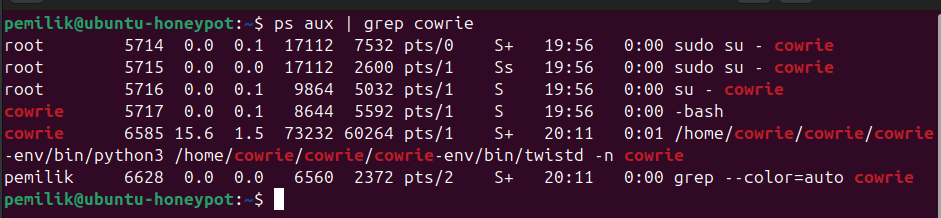 pemilik@ubuntu-honeypot:~$ ps aux | grep cowrie
root        5714  0.0  0.1  17112  7532 pts/0    S+   19:56   0:00 sudo su - cowrie
root        5715  0.0  0.0  17112  2600 pts/1    Ss   19:56   0:00 sudo su - cowrie
root        5716  0.0  0.1   9864  5032 pts/1    S    19:56   0:00 su - cowrie
cowrie      5717  0.0  0.1   8644  5592 pts/1    S    19:56   0:00 -bash
cowrie      6585 15.6  1.5  73232 60264 pts/1    S+   20:11   0:01 /home/cowrie/cowrie/cowrie
-env/bin/python3 /home/cowrie/cowrie/cowrie-env/bin/twistd -n cowrie
pemilik     6628  0.0  0.0   6560  2372 pts/2    S+   20:11   0:00 grep --color=auto cowrie
pemilik@ubuntu-honeypot:~$